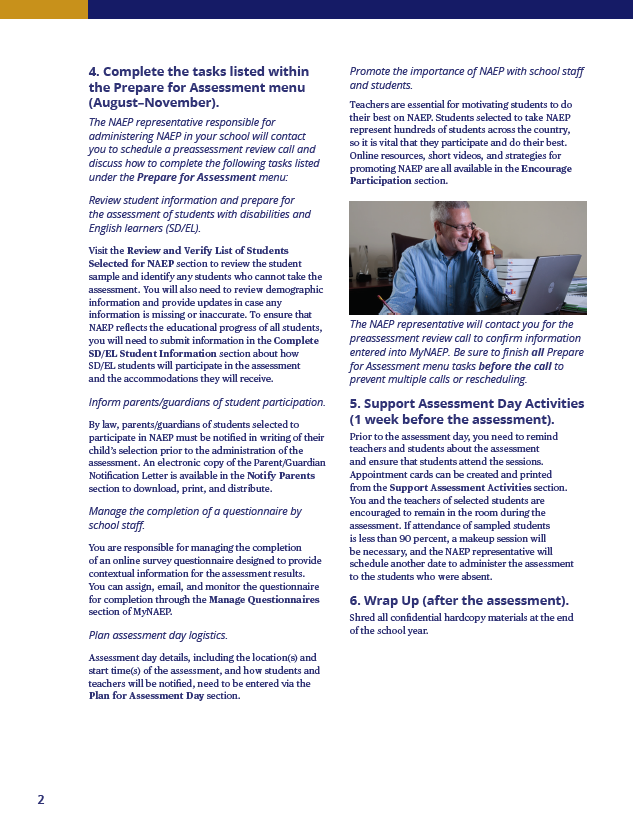 4. Complete the tasks listed within
the Prepare for Assessment menu
(August–November).
The NAEP representative responsible for
administering NAEP in your school will contact
you to schedule a preassessment review call and
discuss how to complete the following tasks listed
under the Prepare for Assessment menu:
Review student information and prepare for
the assessment of students with disabilities and
English learners (SD/EL).
Visit the Review and Verify List of Students
Selected for NAEP section to review the student
sample and identify any students who cannot take the
assessment. You will also need to review demographic
information and provide updates in case any
information is missing or inaccurate. To ensure that
NAEP reflects the educational progress of all students,
you will need to submit information in the Complete
SD/EL Student Information section about how
SD/EL students will participate in the assessment
and the accommodations they will receive.
Inform parents/guardians of student participation.
By law, parents/guardians of students selected to
participate in NAEP must be notified in writing of their
child’s selection prior to the administration of the
assessment. An electronic copy of the Parent/Guardian
Notification Letter is available in the Notify Parents
section to download, print, and distribute.
Manage the completion of a questionnaire by
school staff.
You are responsible for managing the completion
of an online survey questionnaire designed to provide
contextual information for the assessment results.
You can assign, email, and monitor the questionnaire
for completion through the Manage Questionnaires
section of MyNAEP.
Plan assessment day logistics.
Assessment day details, including the location(s) and
start time(s) of the assessment, and how students and
teachers will be notified, need to be entered via the
Plan for Assessment Day section.
Promote the importance of NAEP with school staff
and students.
Teachers are essential for motivating students to do
their best on NAEP. Students selected to take NAEP
represent hundreds of students across the country,
so it is vital that they participate and do their best.
Online resources, short videos, and strategies for
promoting NAEP are all available in the Encourage
Participation section.
The NAEP representative will contact you for the
preassessment review call to confirm information
entered into MyNAEP. Be sure to finish all Prepare
for Assessment menu tasks before the call to
prevent multiple calls or rescheduling.
5. Support Assessment Day Activities
(1 week before the assessment).
Prior to the assessment day, you need to remind
teachers and students about the assessment
and ensure that students attend the sessions.
Appointment cards can be created and printed
from the Support Assessment Activities section.
You and the teachers of selected students are
encouraged to remain in the room during the
assessment. If attendance of sampled students
is less than 90 percent, a makeup session will
be necessary, and the NAEP representative will
schedule another date to administer the assessment
to the students who were absent.
6. Wrap Up (after the assessment).
Shred all confidential hardcopy materials at the end
of the school year.
2